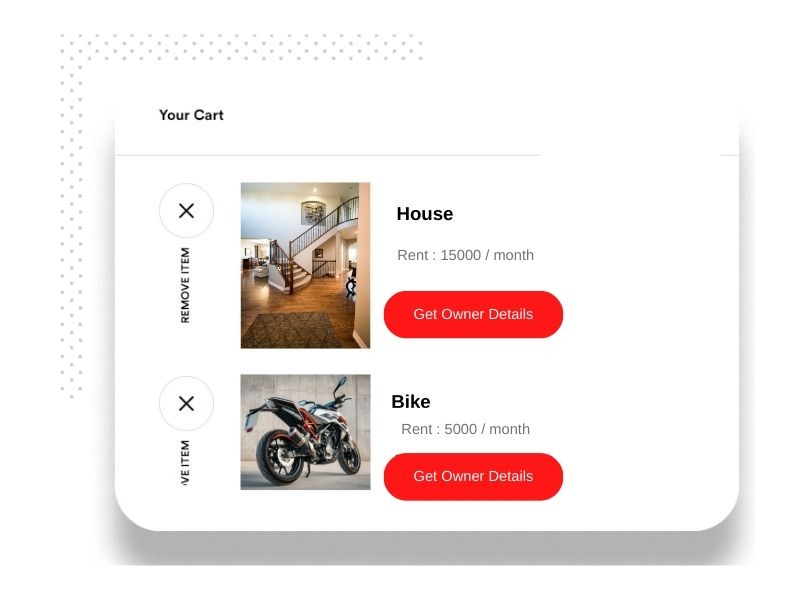 Your Cart
REMOVE ITEM
House
Rent : 15000 / month
Get Owner Details
VE ITEM
Bike
Rent : 5000 / month
Get Owner Details